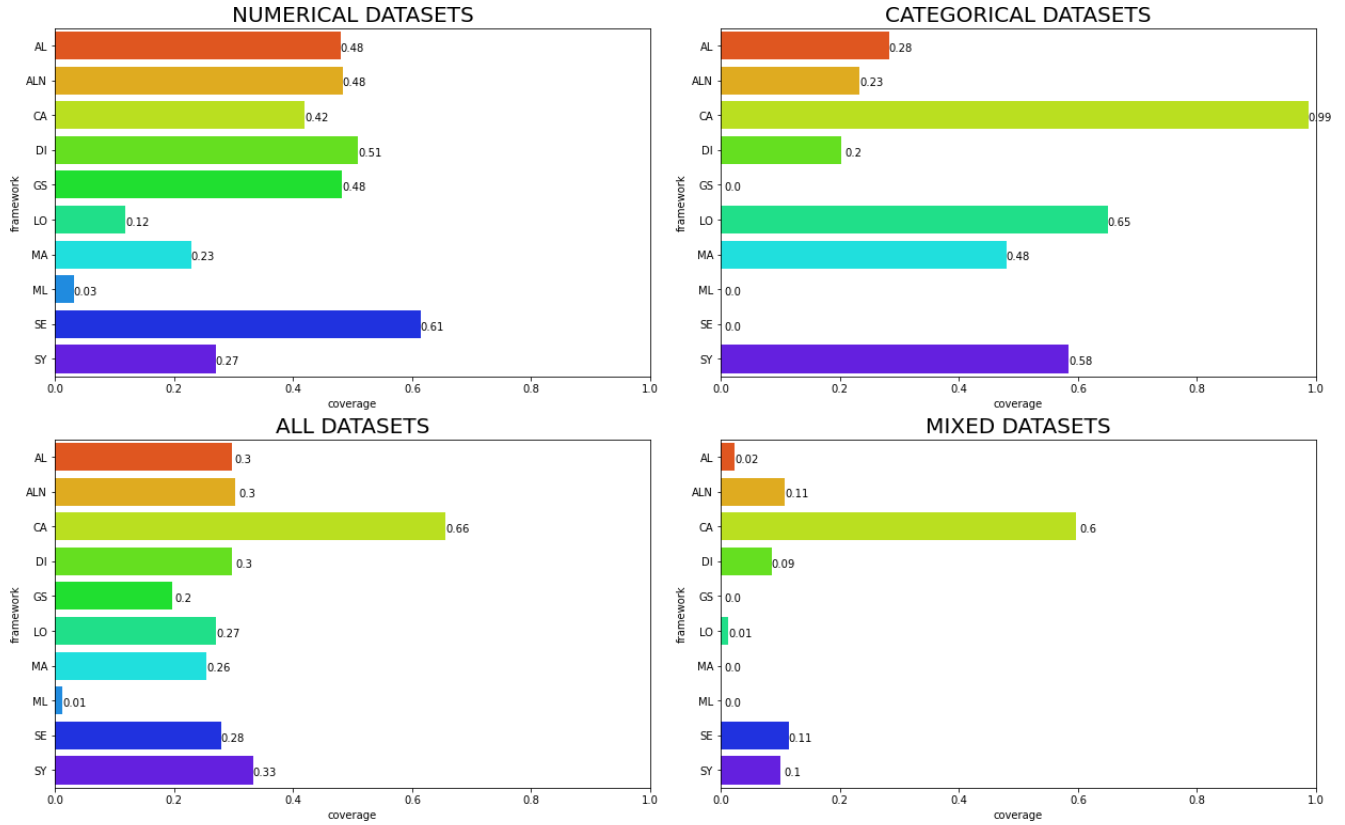 NUMERICAL DATASETS
AL 0.48
ALN 0.48
CA 0.42
DI 0.51
GS 0.48
LO 0.12
MA 0.23
ML 0.03
SE 0.61
SY 0.27
framework
0.0 0.2 0.4 0.6 0.8 1.0
coverage
CATEGORICAL DATASETS
AL 0.28
ALN 0.23
CA 0.99
DI 0.2
GS 0.0
LO 0.65
MA 0.48
ML 0.0
SE 0.0
SY 0.58
framework
0.0 0.2 0.4 0.6 0.8 1.0
coverage
ALL DATASETS
AL 0.3
ALN 0.3
CA 0.66
DI 0.3
GS 0.2
LO 0.27
MA 0.26
ML 0.01
SE 0.28
SY 0.33
framework
0.0 0.2 0.4 0.6 0.8 1.0
coverage
MIXED DATASETS
AL 0.02
ALN 0.11
CA 0.6
DI 0.09
GS 0.0
LO 0.01
MA 0.0
ML 0.0
SE 0.11
SY 0.1
framework
0.0 0.2 0.4 0.6 0.8 1.0
coverage